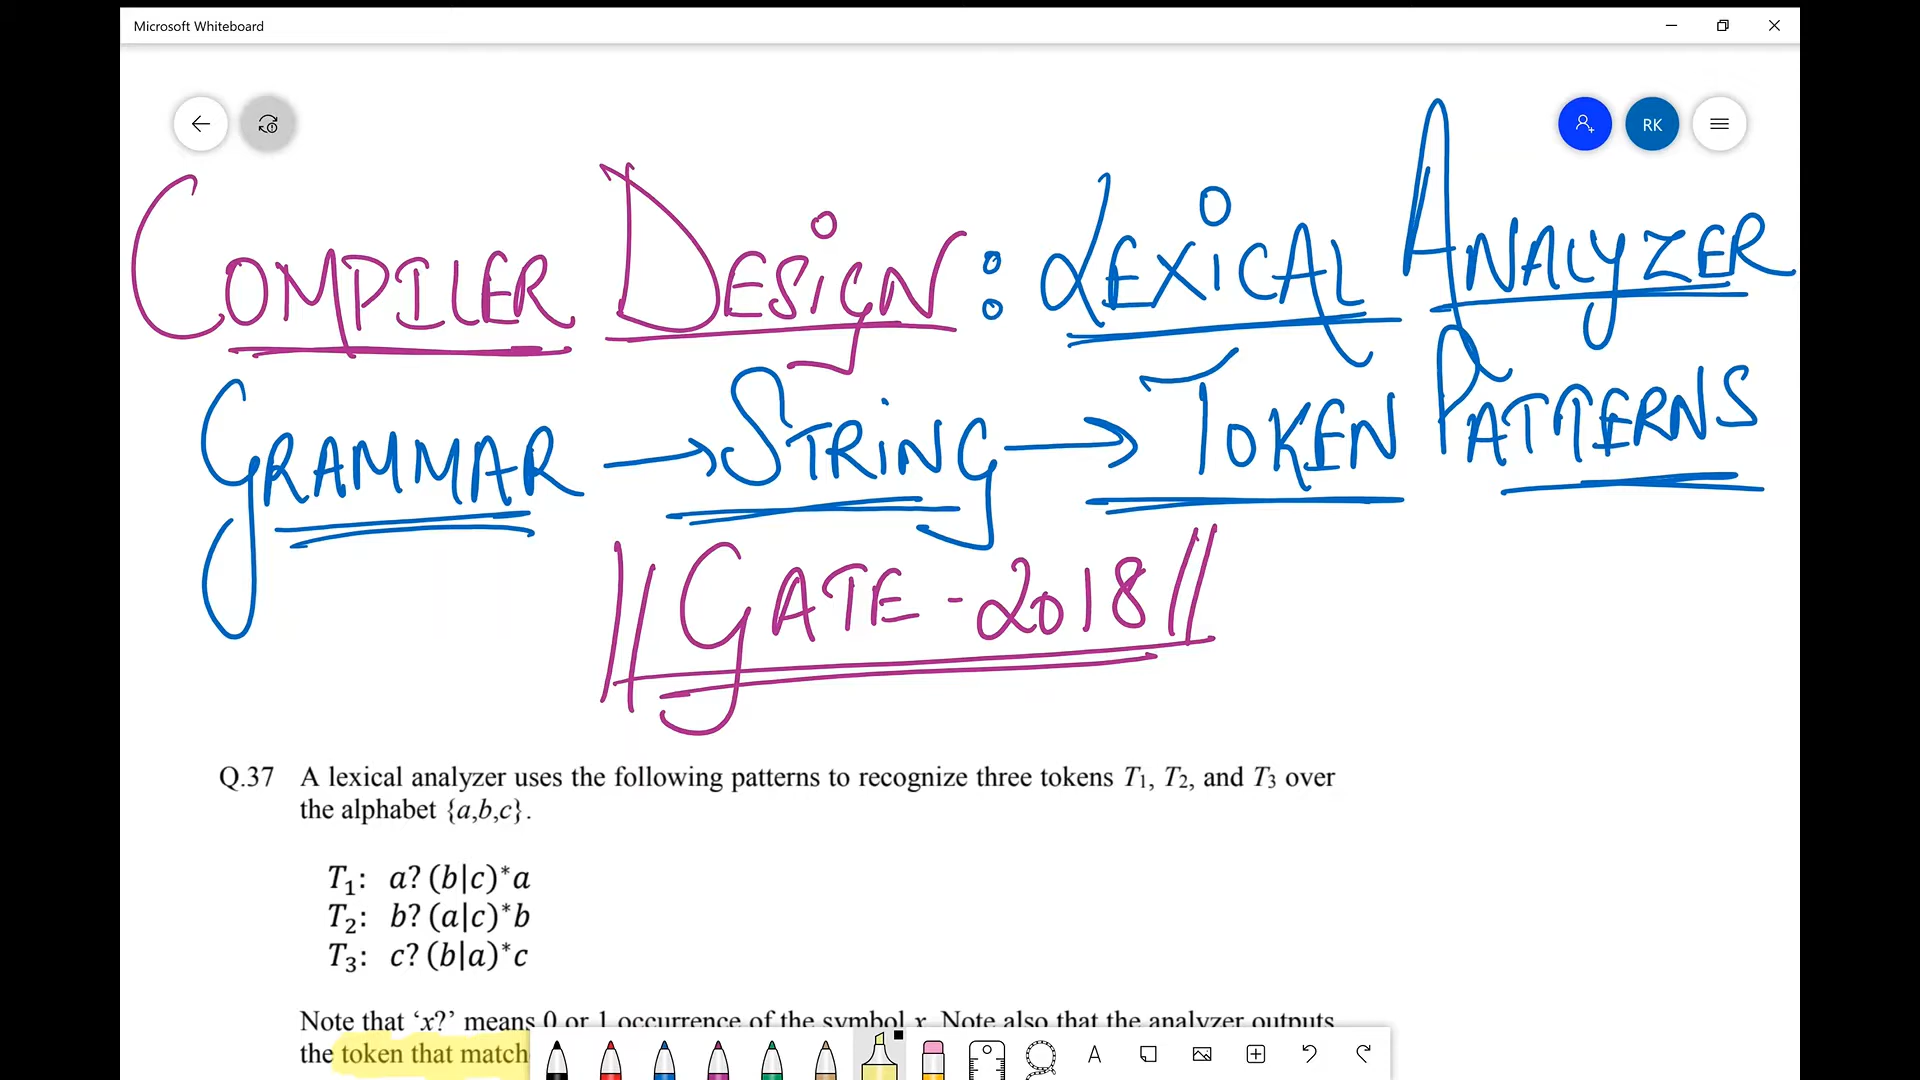 Microsoft Whiteboard
RK
COMPILER DESIGN: LEXICAL ANALYZER
GRAMMAR → STRING → TOKEN PATTERNS
|| GATE - 2018 ||
Q.37 A lexical analyzer uses the following patterns to recognize three tokens T₁, T₂, and T₃ over
the alphabet {a,b,c}.
T₁: a? (b|c)*a
T₂: b? (a|c)*b
T₃: c? (b|a)*c
Note that ‘x?’ means 0 or 1 occurrence of the symbol x. Note also that the analyzer outputs
the token that match
A